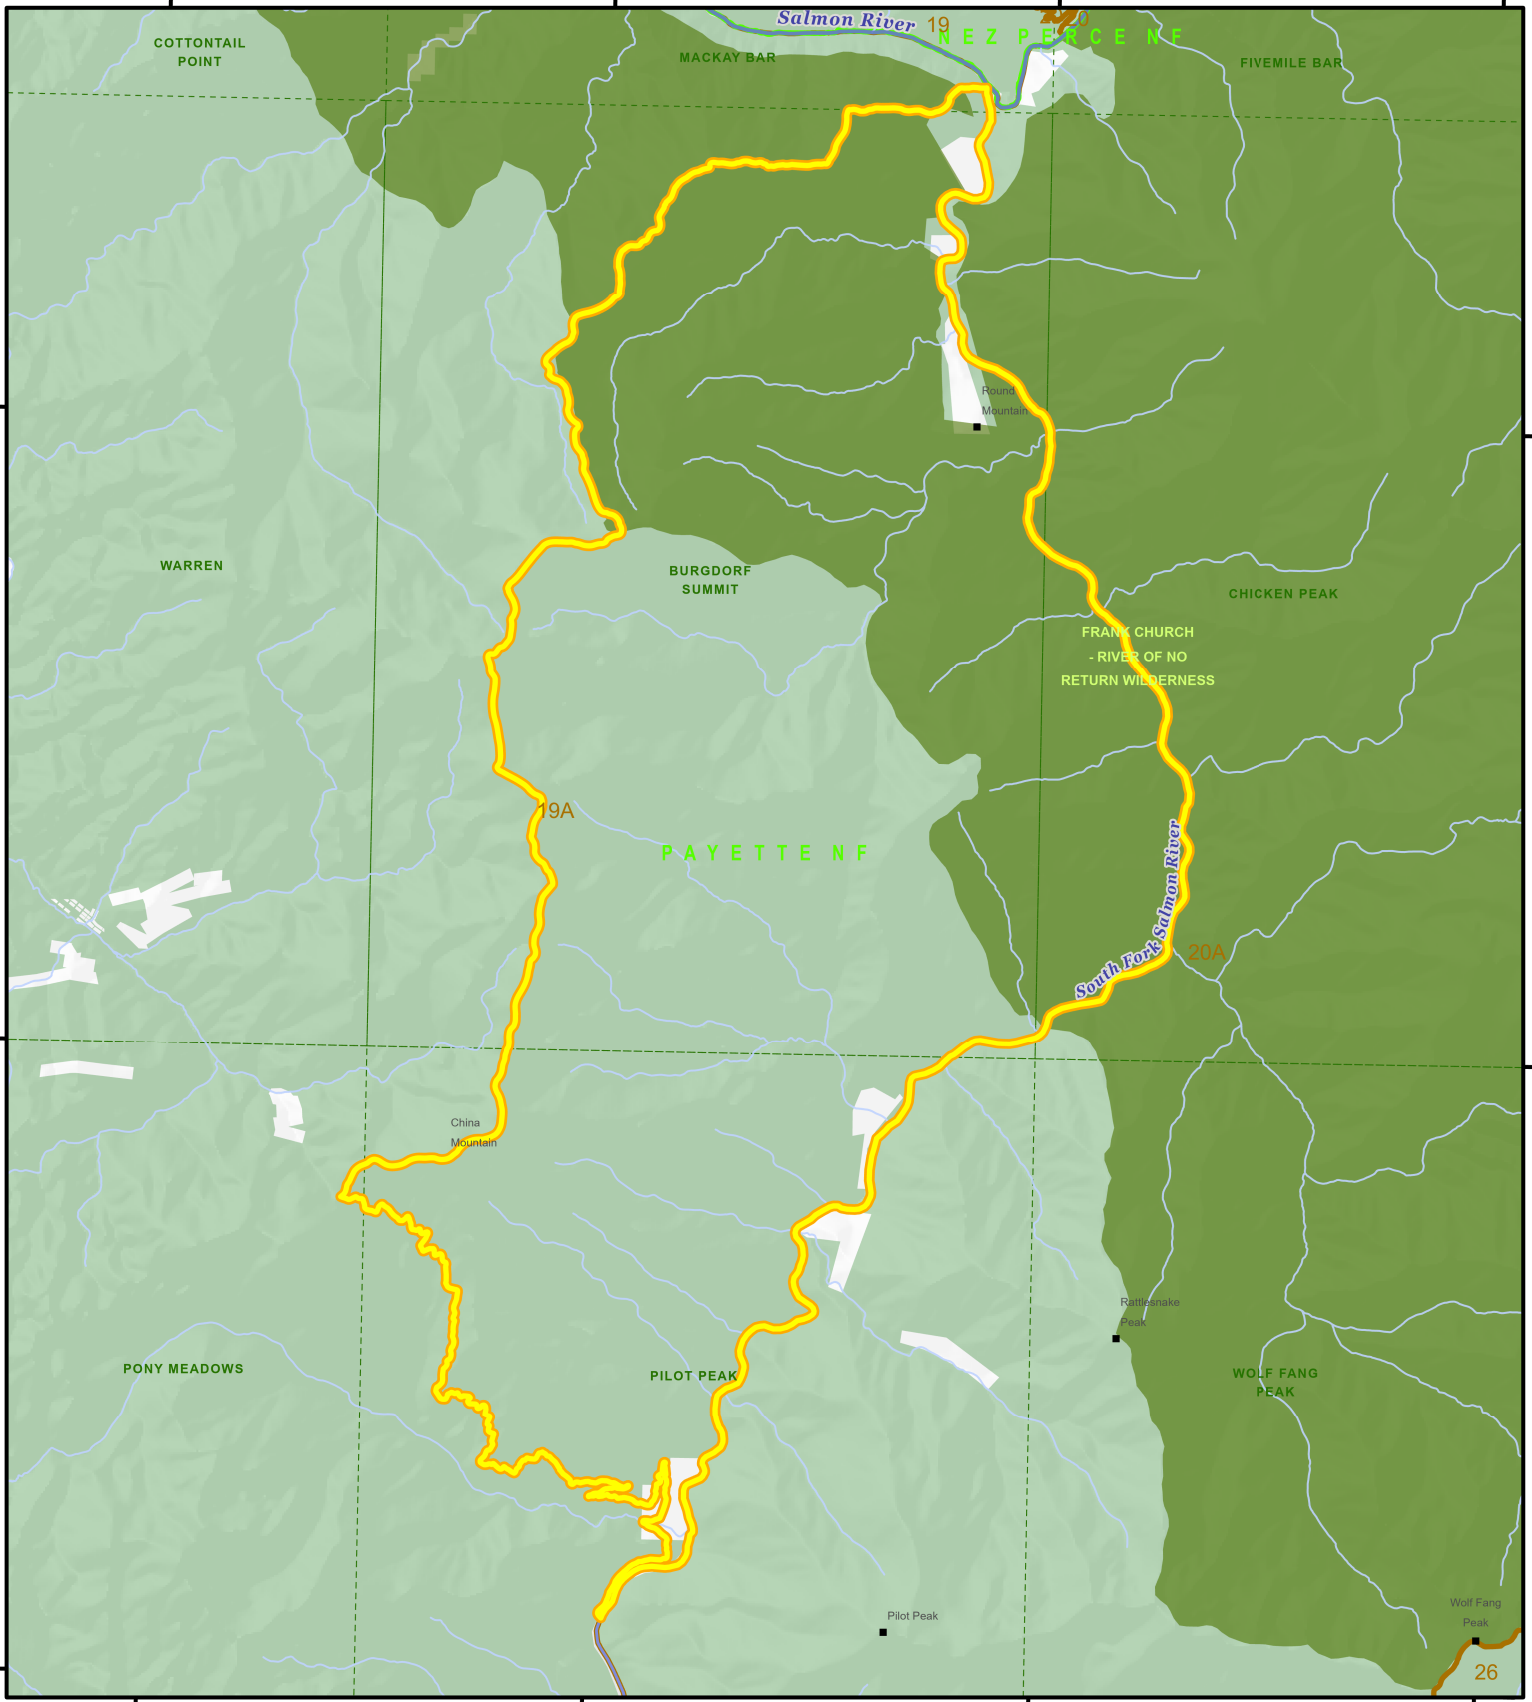 Salmon River
19
20
NEZ PERCE NF
COTTONTAIL
POINT
MACKAY BAR
FIVEMILE BAR
Round
Mountain
WARREN
BURGDORF
SUMMIT
CHICKEN PEAK
FRANK CHURCH
- RIVER OF NO
RETURN WILDERNESS
19A
PAYETTE NF
South Fork Salmon River
20A
China
Mountain
Rattlesnake
Peak
PONY MEADOWS
PILOT PEAK
WOLF FANG
PEAK
Pilot Peak
Wolf Fang
Peak
26